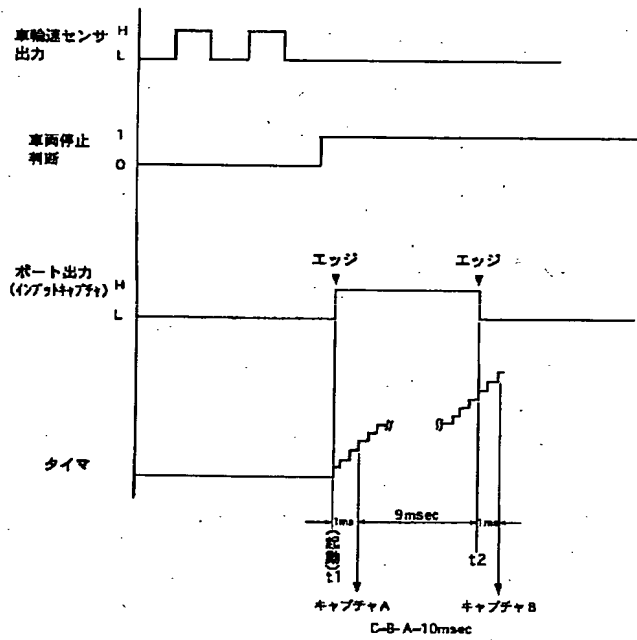 車輪速センサ
出力
H
L
車両停止
判断
1
0
エッジ
エッジ
ポート出力
(インプットキャプチャ)
H
L
タイマ
1ms
9msec
1ms
t1
t2
キャプチャA
キャプチャB
C=B-A=10msec